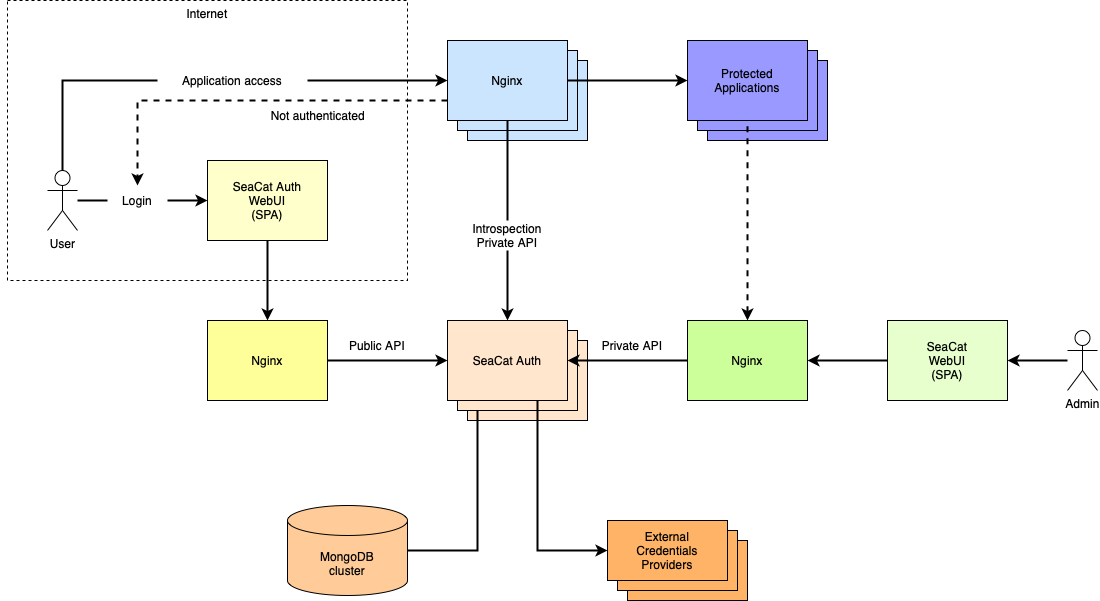 Internet
Application access
Nginx
Protected
Applications
Not authenticated
Login
SeaCat Auth
WebUI
(SPA)
User
Introspection
Private API
Nginx
Public API
SeaCat Auth
Private API
Nginx
SeaCat
WebUI
(SPA)
Admin
MongoDB
cluster
External
Credentials
Providers